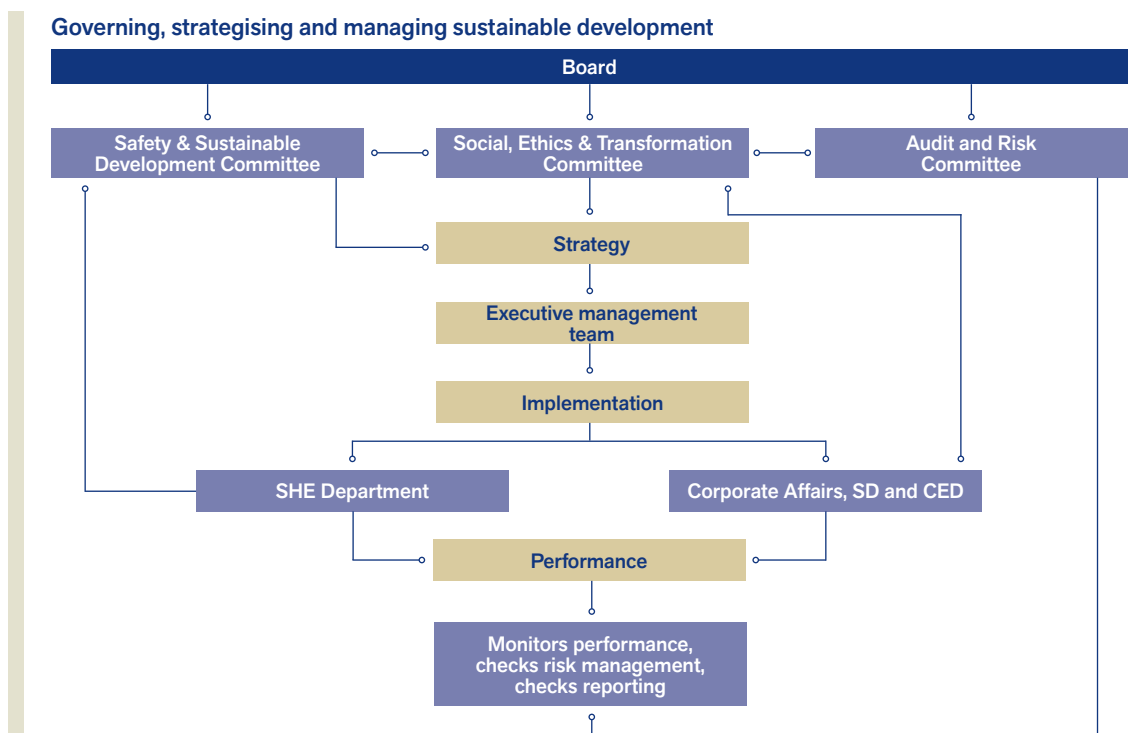 Governing, strategising and managing sustainable development
Board
Safety & Sustainable
Development Committee
Social, Ethics & Transformation
Committee
Audit and Risk
Committee
Strategy
Executive management
team
Implementation
SHE Department
Corporate Affairs, SD and CED
Performance
Monitors performance,
checks risk management,
checks reporting